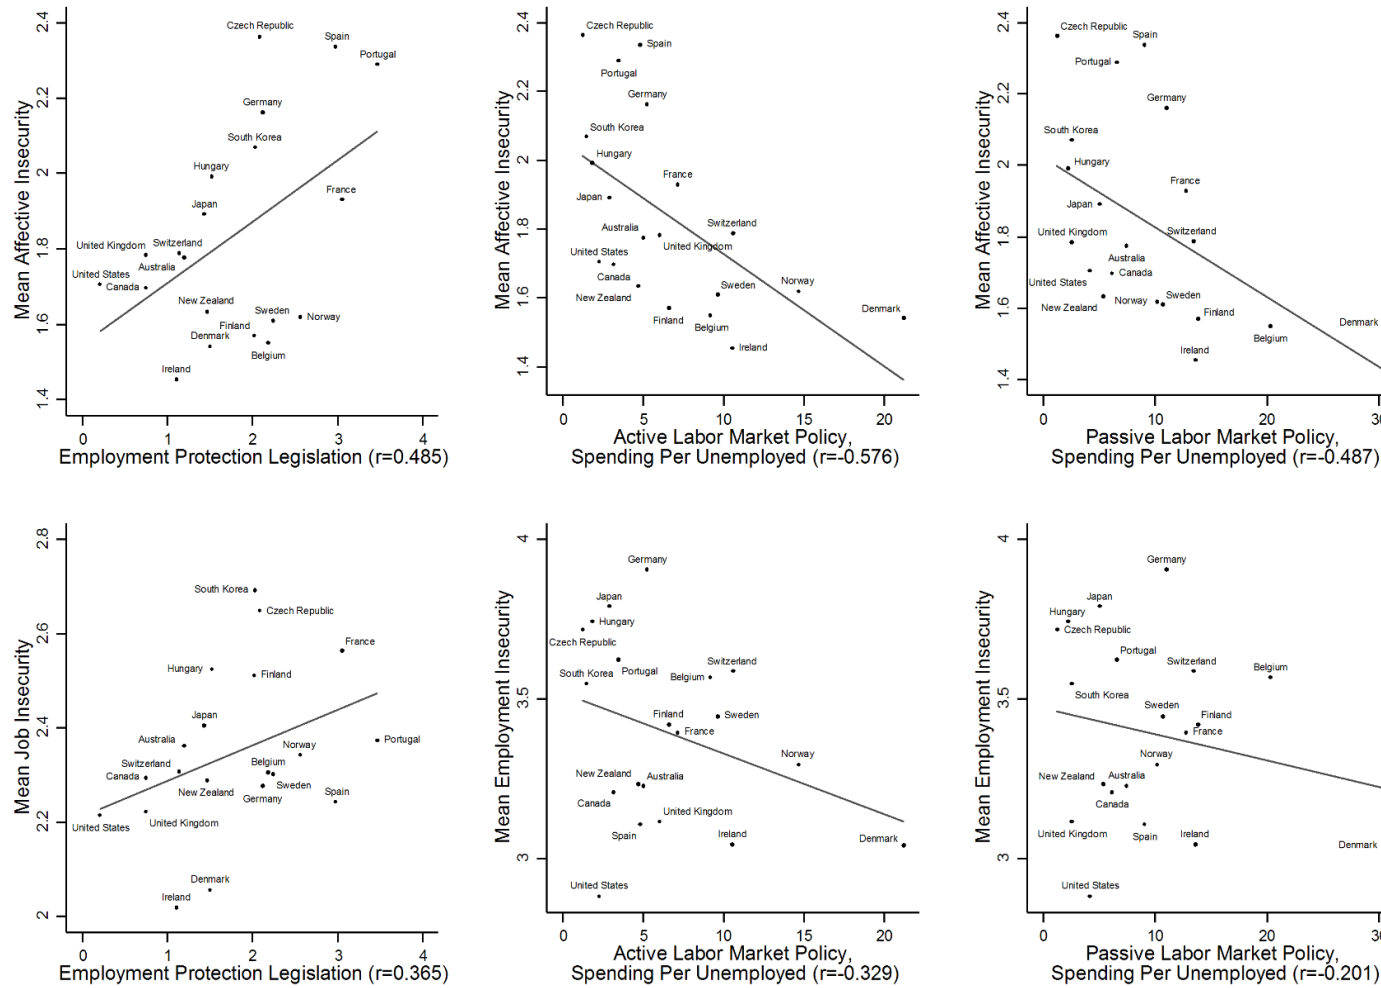 Mean Affective Insecurity
2.4
2.2
2
1.8
1.6
1.4
Czech Republic
Spain
Portugal
Germany
South Korea
Hungary
France
Japan
United Kingdom
Switzerland
Australia
United States
Canada
New Zealand
Sweden
Norway
Finland
Denmark
Belgium
Ireland
0 1 2 3 4
Employment Protection Legislation (r=0.485)
Mean Affective Insecurity
2.4
2.2
2
1.8
1.6
1.4
Czech Republic
Spain
Portugal
Germany
South Korea
Hungary
France
Japan
Australia
Switzerland
United Kingdom
United States
Canada
New Zealand
Sweden
Norway
Finland
Belgium
Denmark
Ireland
0 5 10 15 20
Active Labor Market Policy,
Spending Per Unemployed (r=-0.576)
Mean Affective Insecurity
2.4
2.2
2
1.8
1.6
1.4
Czech Republic
Spain
Portugal
Germany
South Korea
Hungary
France
Japan
United Kingdom
Switzerland
Australia
Canada
United States
New Zealand
Norway
Sweden
Finland
Belgium
Denmark
Ireland
0 10 20 30
Passive Labor Market Policy,
Spending Per Unemployed (r=-0.487)
Mean Job Insecurity
2.8
2.6
2.4
2.2
2
South Korea
Czech Republic
France
Hungary
Finland
Japan
Australia
Norway
Portugal
Switzerland
Belgium
Canada
New Zealand
Sweden
Germany
Spain
United States
United Kingdom
Denmark
Ireland
0 1 2 3 4
Employment Protection Legislation (r=0.365)
Mean Employment Insecurity
4
3.5
3
Germany
Japan
Hungary
Czech Republic
South Korea
Portugal
Switzerland
Belgium
Finland
Sweden
France
Norway
New Zealand
Australia
Canada
United Kingdom
Spain
Ireland
Denmark
United States
0 5 10 15 20
Active Labor Market Policy,
Spending Per Unemployed (r=-0.329)
Mean Employment Insecurity
4
3.5
3
Germany
Japan
Hungary
Czech Republic
Portugal
Switzerland
Belgium
South Korea
Sweden
Finland
France
Norway
New Zealand
Australia
Canada
United Kingdom
Spain
Ireland
Denmark
United States
0 10 20 30
Passive Labor Market Policy,
Spending Per Unemployed (r=-0.201)